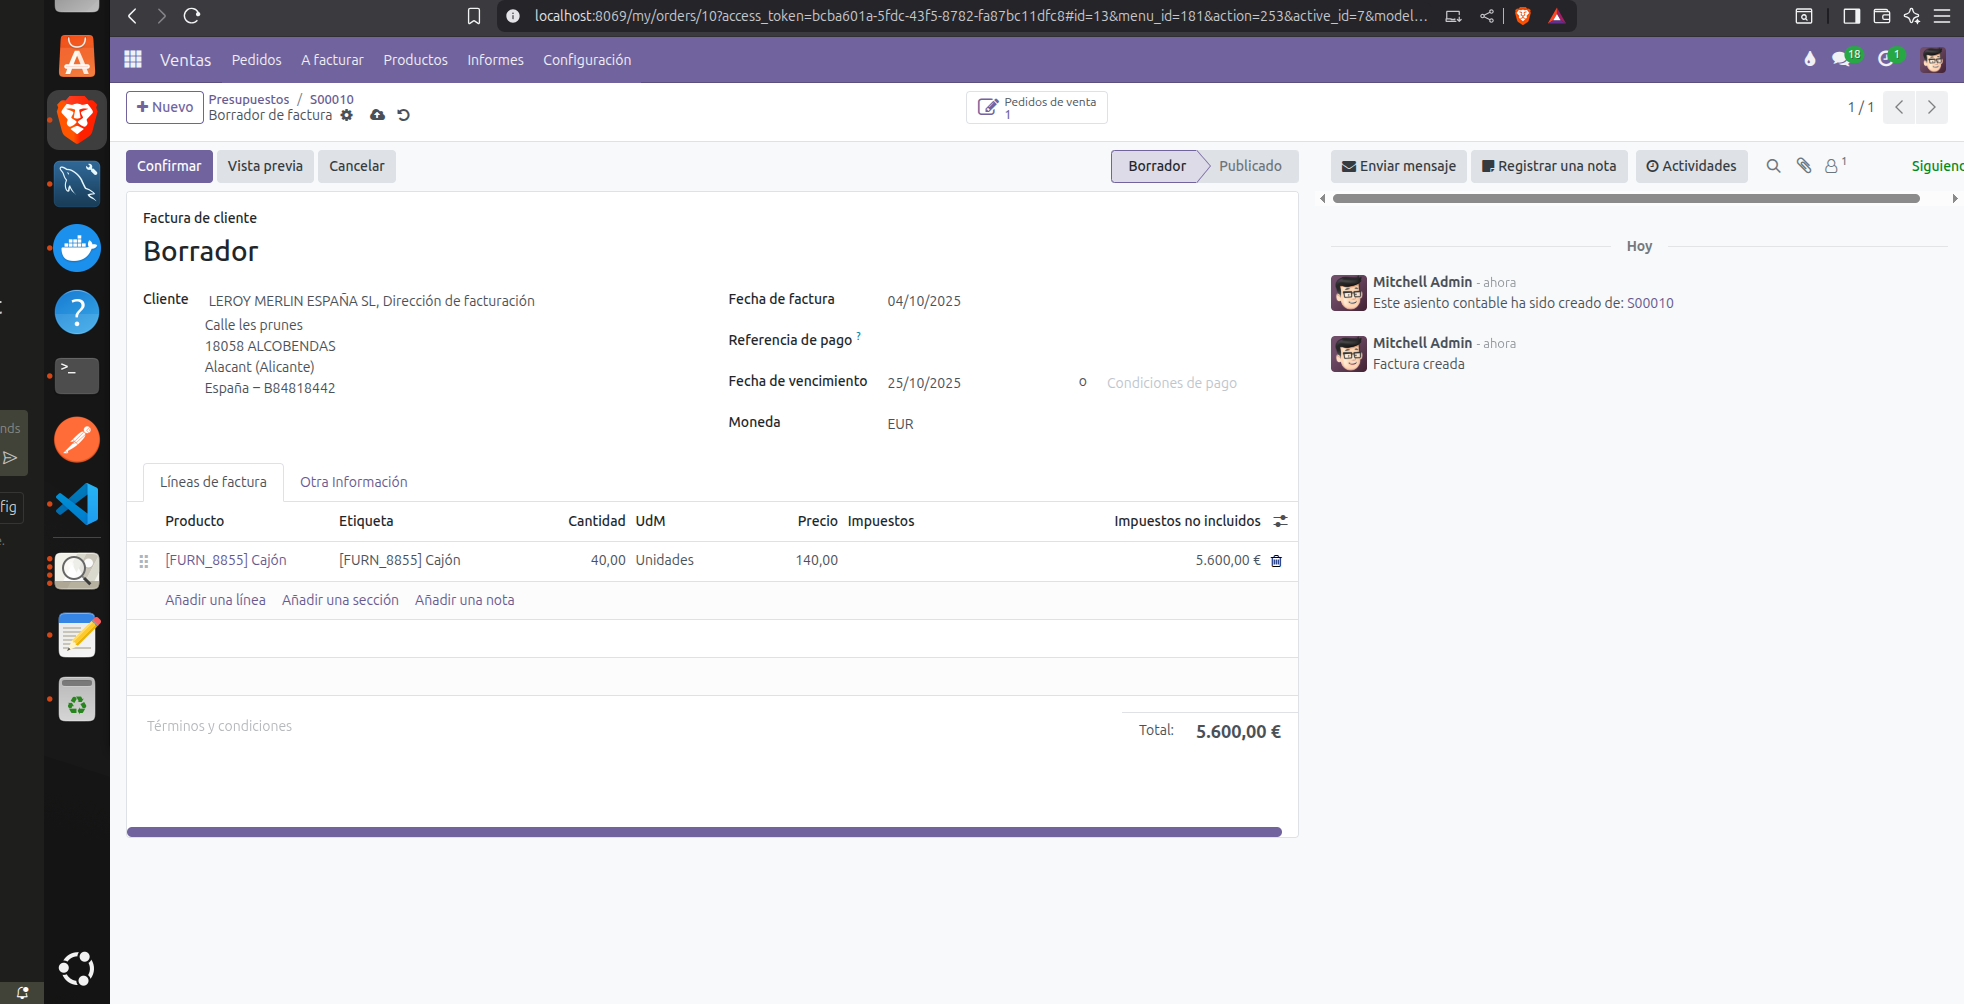 localhost:8069/my/orders/10?access_token=bcba601a-5fdc-43f5-8782-fa87bc11dfc8#id=13&menu_id=181&action=253&active_id=7&model...
Ventas Pedidos A facturar Productos Informes Configuración 18 1
Nuevo
Presupuestos / S00010
Borrador de factura
Pedidos de venta
1
1 / 1
Confirmar Vista previa Cancelar
Borrador Publicado
Enviar mensaje Registrar una nota Actividades 1 Siguienc
Factura de cliente
Borrador
Cliente LEROY MERLIN ESPAÑA SL, Dirección de facturación
Calle les prunes
18058 ALCOBENDAS
Alacant (Alicante)
España – B84818442
Fecha de factura 04/10/2025
Referencia de pago ?
Fecha de vencimiento 25/10/2025 o Condiciones de pago
Moneda EUR
Líneas de factura Otra Información
Producto Etiqueta Cantidad UdM Precio Impuestos Impuestos no incluidos
[FURN_8855] Cajón [FURN_8855] Cajón 40,00 Unidades 140,00 5.600,00 €
Añadir una línea Añadir una sección Añadir una nota
Términos y condiciones
Total: 5.600,00 €
Hoy
Mitchell Admin - ahora
Este asiento contable ha sido creado de: S00010
Mitchell Admin - ahora
Factura creada
nds
fig